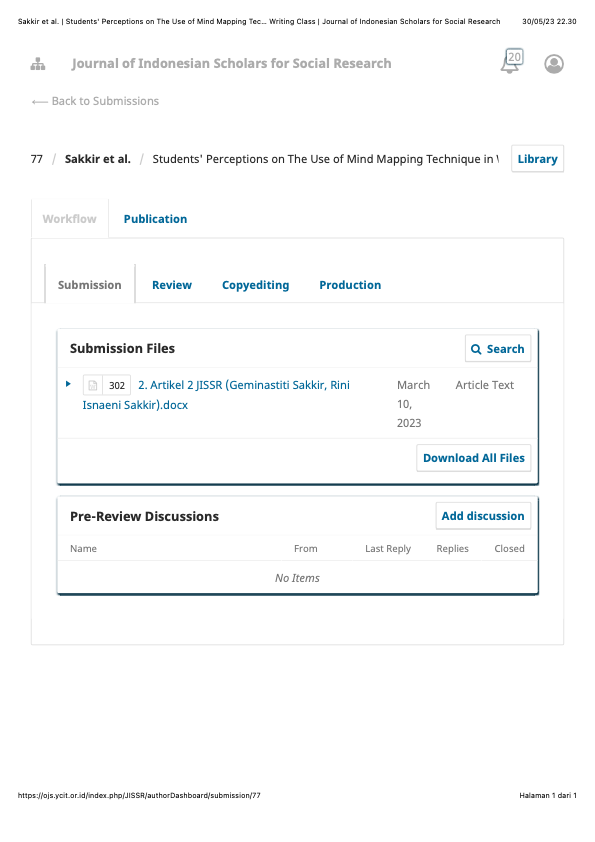 Sakkir et al. | Students' Perceptions on The Use of Mind Mapping Tec... Writing Class | Journal of Indonesian Scholars for Social Research 30/05/23 22.30
Journal of Indonesian Scholars for Social Research 20
⟵ Back to Submissions
77 / Sakkir et al. / Students' Perceptions on The Use of Mind Mapping Technique in Library
Workflow Publication
Submission Review Copyediting Production
Submission Files Search
302 2. Artikel 2 JISSR (Geminastiti Sakkir, Rini March Article Text
Isnaeni Sakkir).docx 10,
2023
Download All Files
Pre-Review Discussions Add discussion
Name From Last Reply Replies Closed
No Items
https://ojs.ycit.or.id/index.php/JISSR/authorDashboard/submission/77 Halaman 1 dari 1